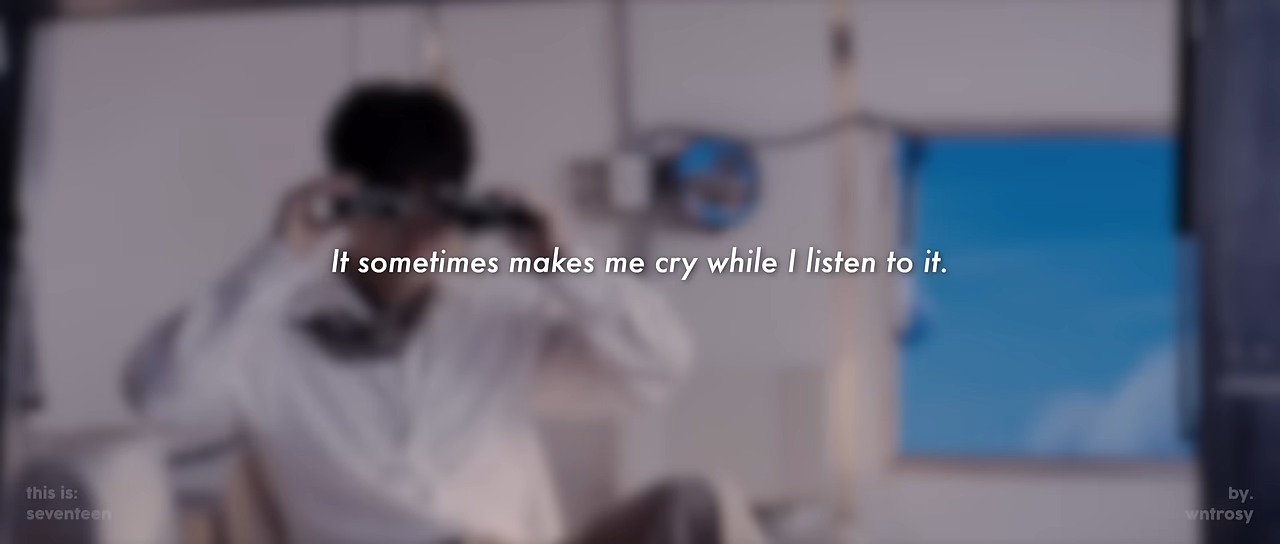 It sometimes makes me cry while I listen to it.
this is:
seventeen
by.
wntrosy